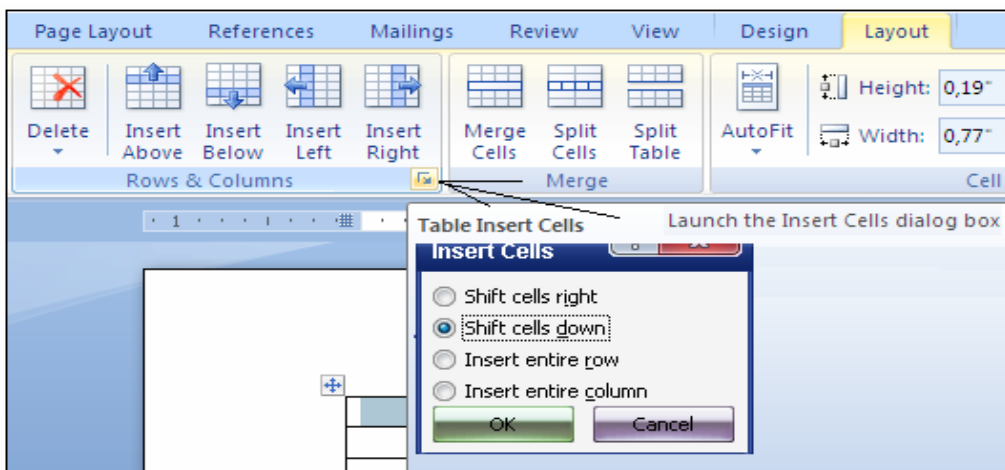 Page Layout References Mailings Review View Design Layout
Delete Insert Above Insert Below Insert Left Insert Right Merge Cells Split Cells Split Table AutoFit Height: 0,19" Width: 0,77"
Rows & Columns Merge Cell
1
Table Insert Cells Launch the Insert Cells dialog box
Insert Cells
Shift cells right
Shift cells down
Insert entire row
Insert entire column
OK Cancel